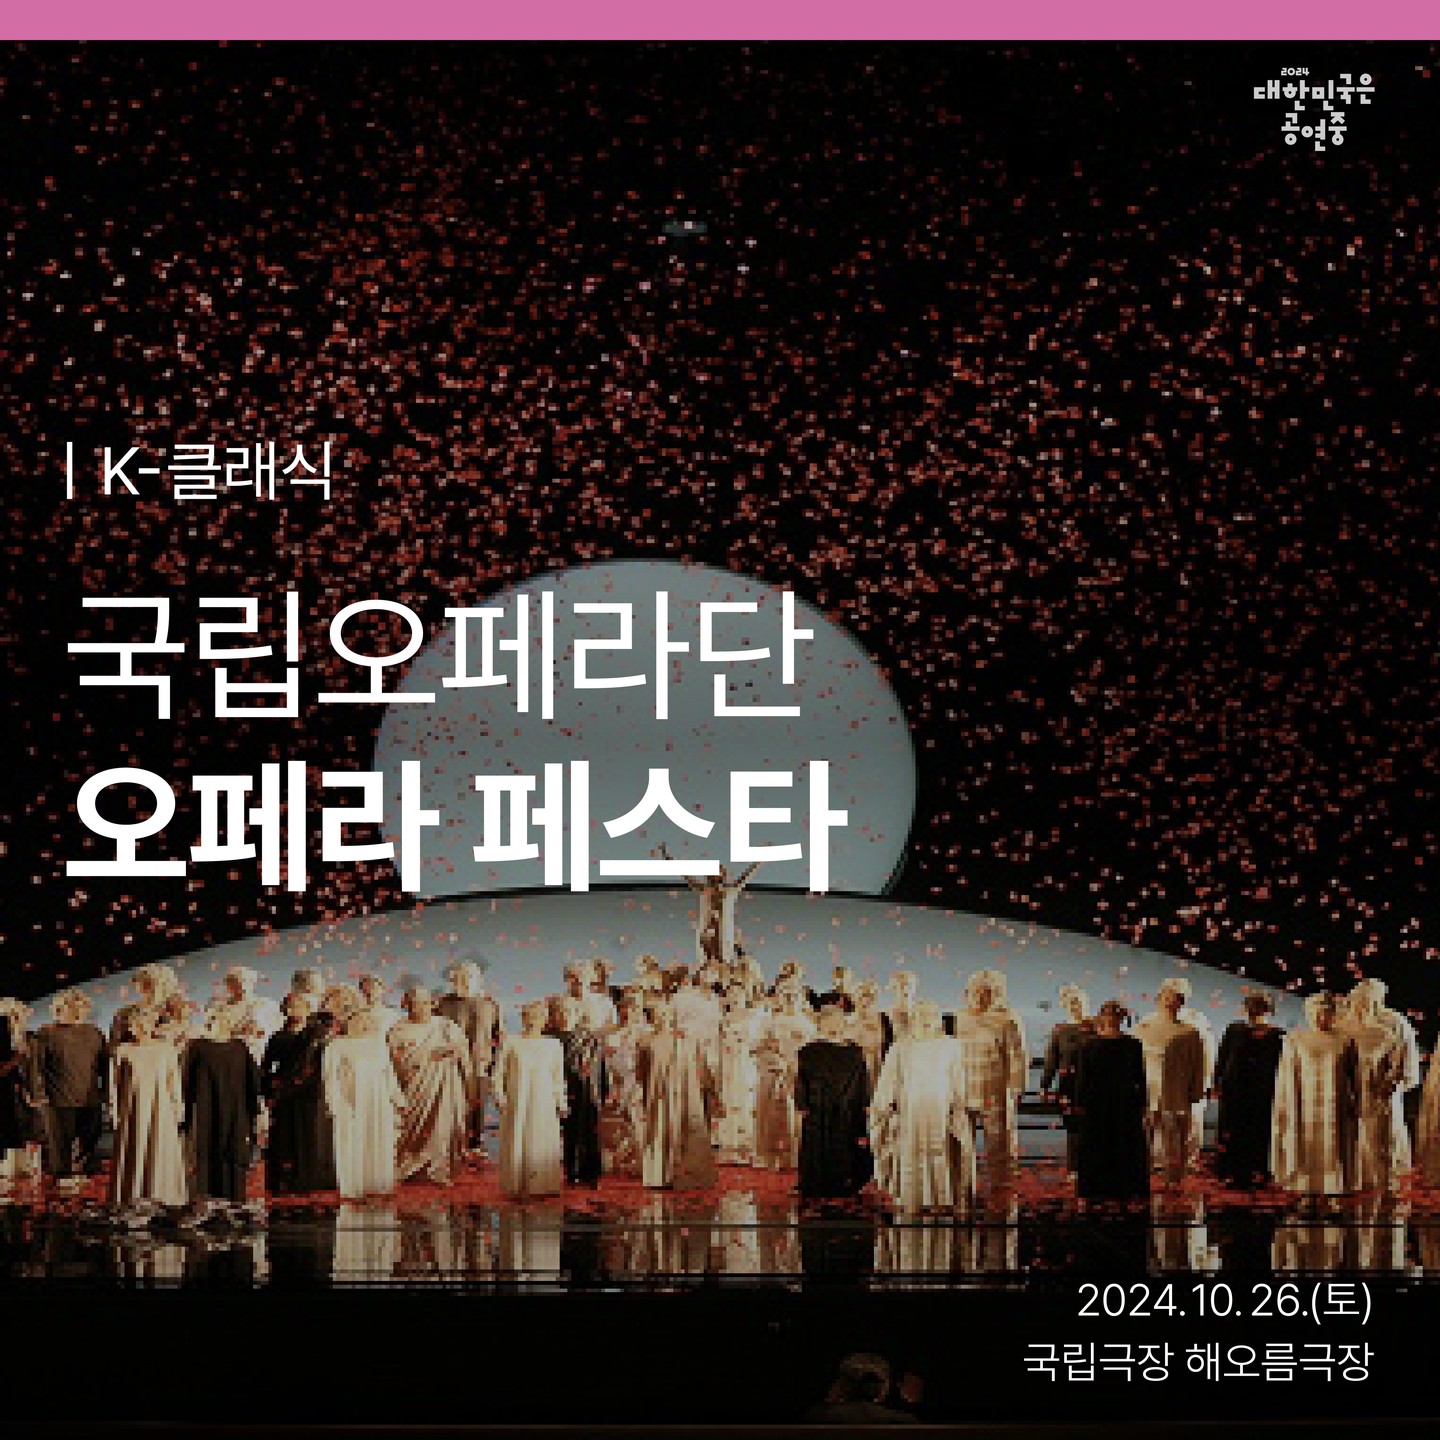 2024
대한민국은
공연중
| K-클래식
국립오페라단
오페라 페스타
2024.10.26.(토)
국립극장 해오름극장